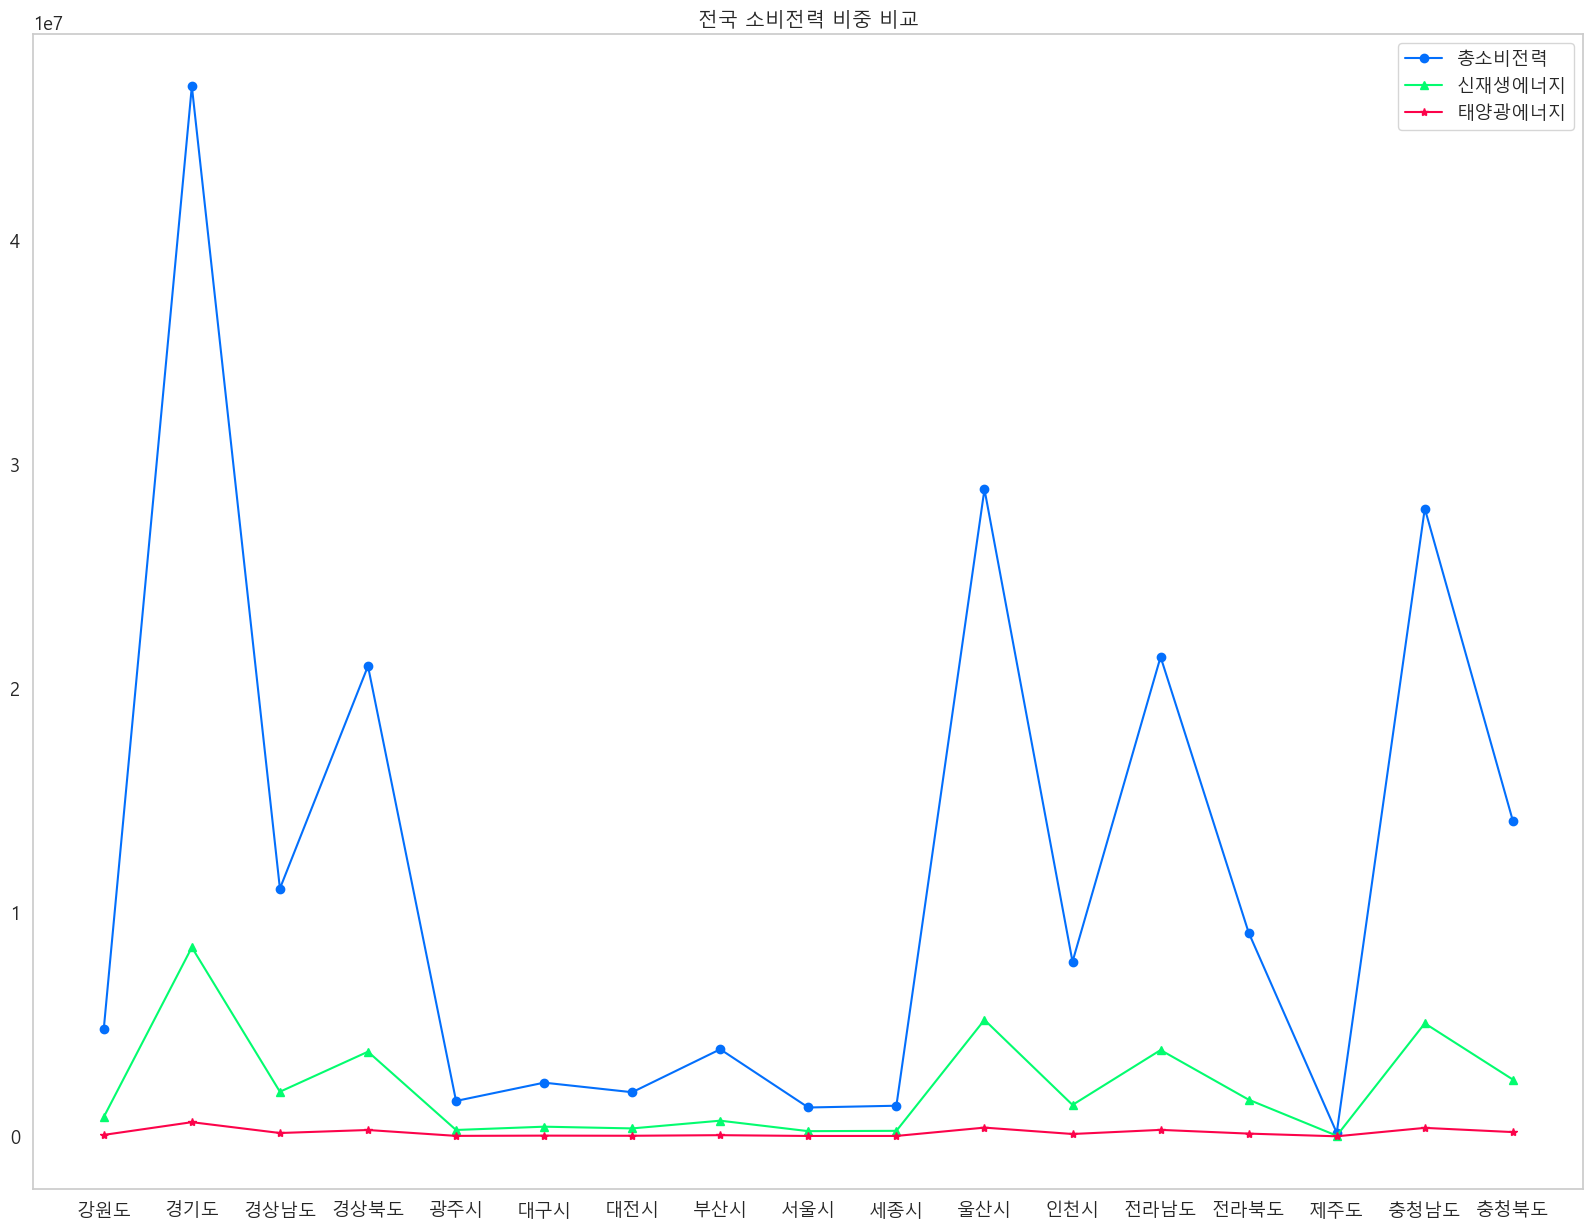 전국 소비전력 비중 비교
1e7
총소비전력
신재생에너지
태양광에너지
4
3
2
1
0
강원도 경기도 경상남도 경상북도 광주시 대구시 대전시 부산시 서울시 세종시 울산시 인천시 전라남도 전라북도 제주도 충청남도 충청북도